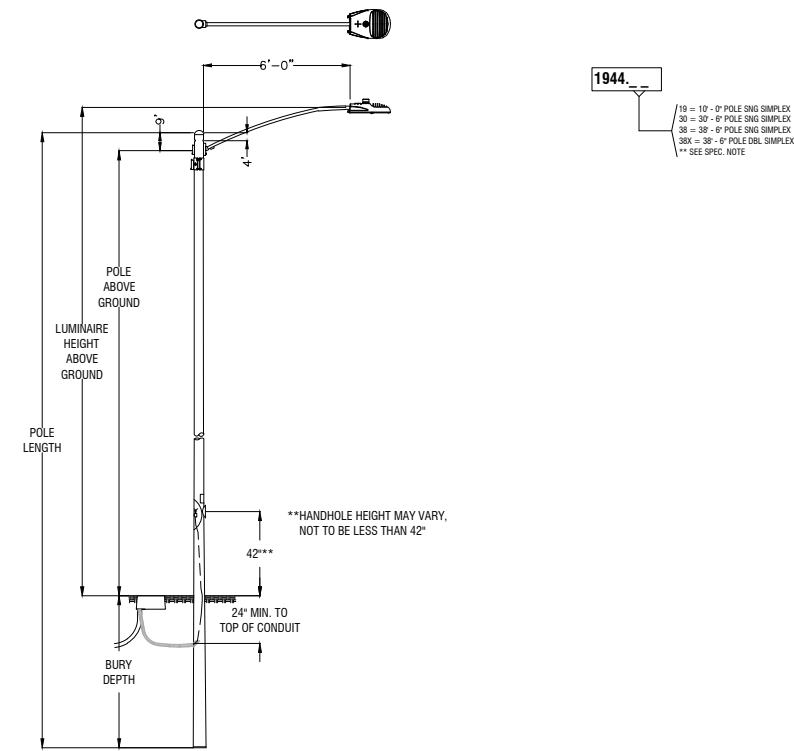 6'-0"
1944._ _
19 = 10' - 0" POLE SNG SIMPLEX
30 = 30' - 6" POLE SNG SIMPLEX
38 = 38' - 6" POLE SNG SIMPLEX
38X = 38' - 6" POLE DBL SIMPLEX
** SEE SPEC. NOTE
9'
4'
POLE
ABOVE
GROUND
LUMINAIRE
HEIGHT
ABOVE
GROUND
POLE
LENGTH
**HANDHOLE HEIGHT MAY VARY,
NOT TO BE LESS THAN 42"
42"**
24" MIN. TO
TOP OF CONDUIT
BURY
DEPTH